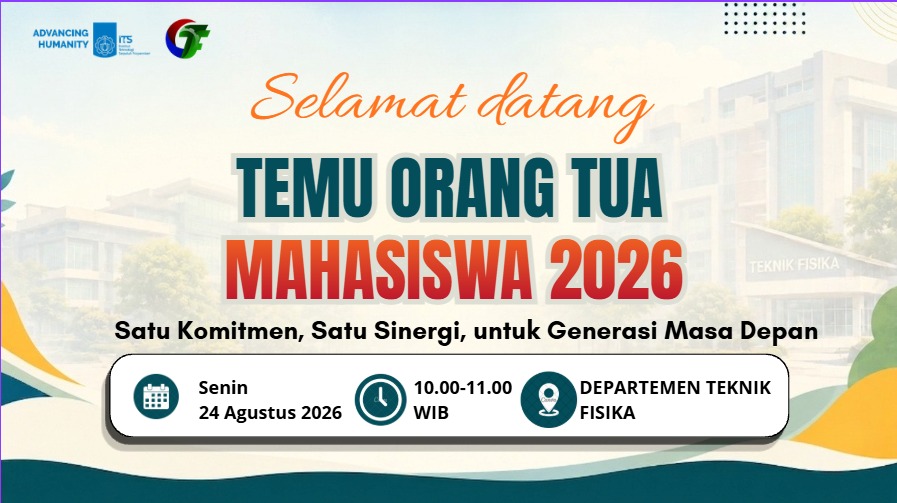 ADVANCING
HUMANITY
ITS
Selamat datang
TEMU ORANG TUA
MAHASISWA 2026
TEKNIK FISIKA
Satu Komitmen, Satu Sinergi, untuk Generasi Masa Depan
Senin
24 Agustus 2026
10.00-11.00
WIB
DEPARTEMEN TEKNIK
FISIKA